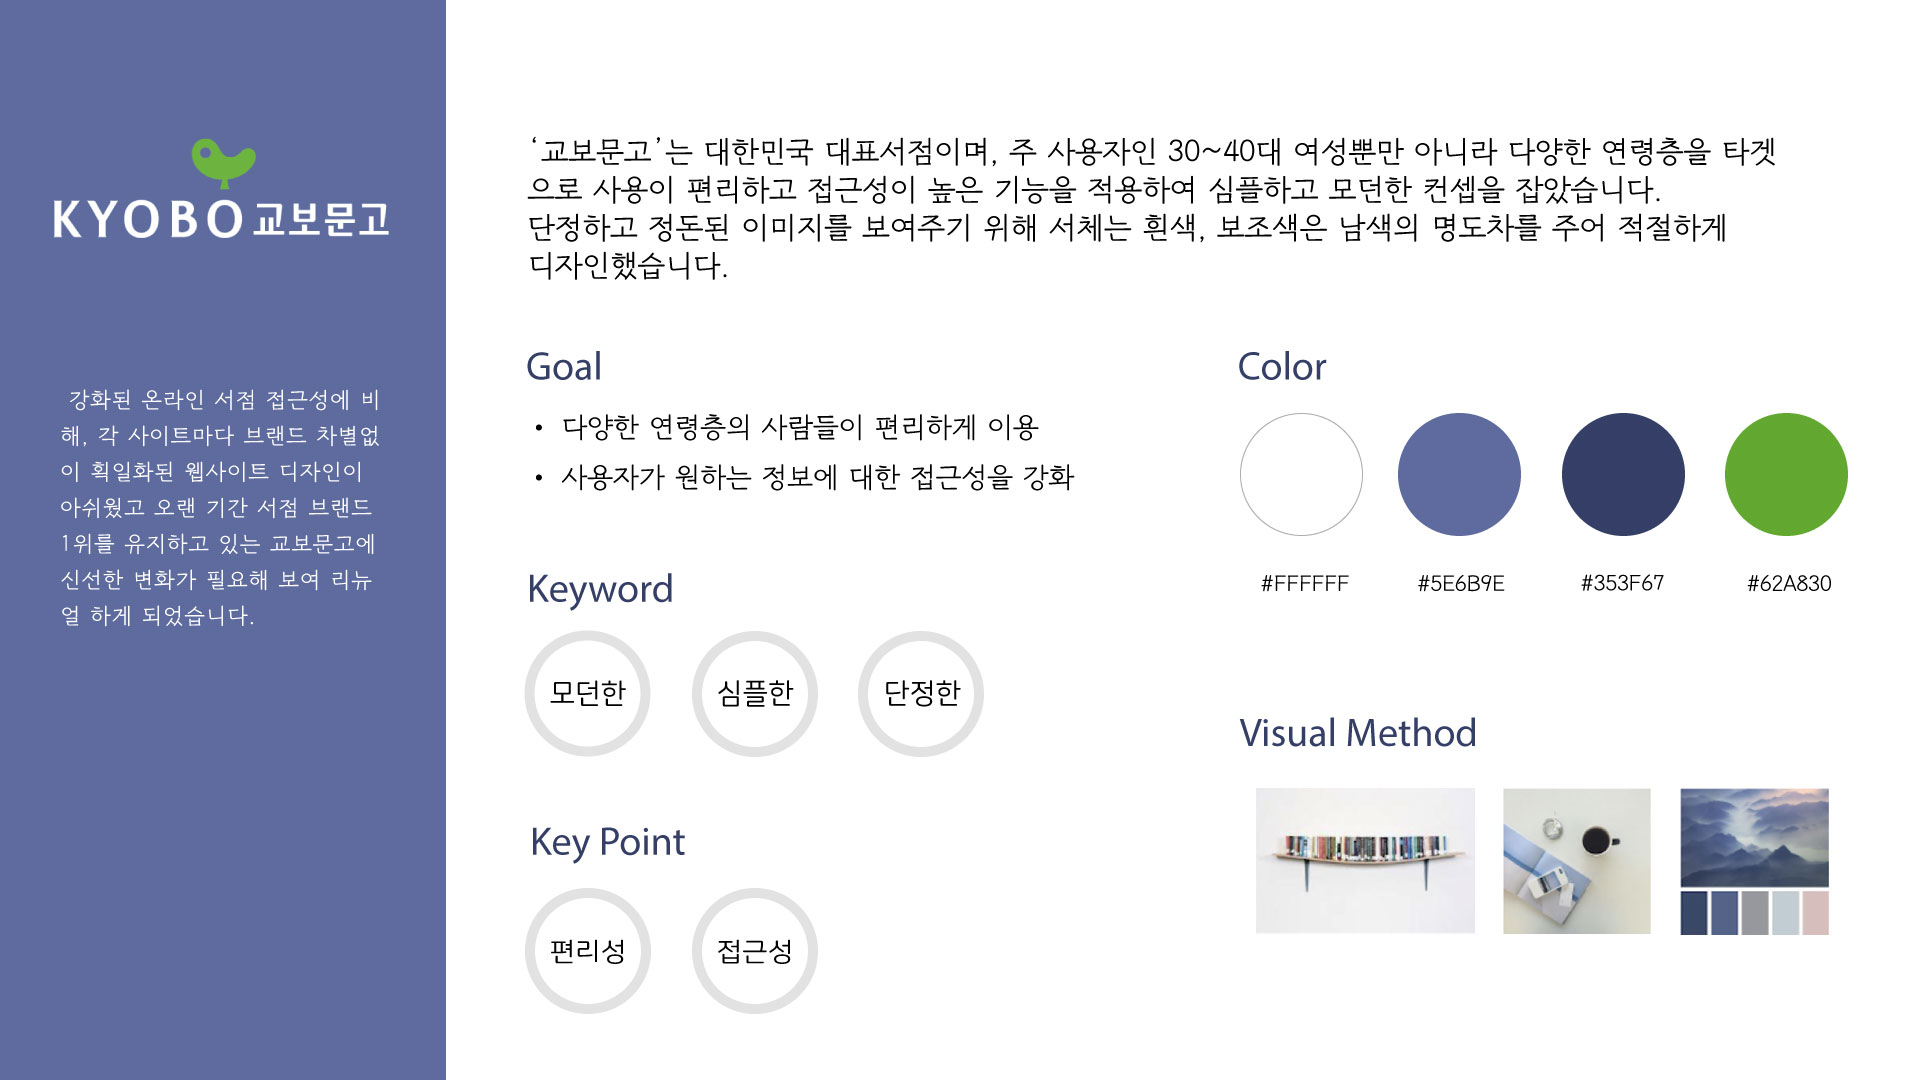 KYOBO 교보문고
강화된 온라인 서점 접근성에 비
해, 각 사이트마다 브랜드 차별없
이 획일화된 웹사이트 디자인이
아쉬웠고 오랜 기간 서점 브랜드
1위를 유지하고 있는 교보문고에
신선한 변화가 필요해 보여 리뉴
얼 하게 되었습니다.
‘교보문고’는 대한민국 대표서점이며, 주 사용자인 30~40대 여성뿐만 아니라 다양한 연령층을 타겟
으로 사용이 편리하고 접근성이 높은 기능을 적용하여 심플하고 모던한 컨셉을 잡았습니다.
단정하고 정돈된 이미지를 보여주기 위해 서체는 흰색, 보조색은 남색의 명도차를 주어 적절하게
디자인했습니다.
Goal
• 다양한 연령층의 사람들이 편리하게 이용
• 사용자가 원하는 정보에 대한 접근성을 강화
Keyword
모던한 심플한 단정한
Key Point
편리성 접근성
Color
#FFFFFF #5E6B9E #353F67 #62A830
Visual Method